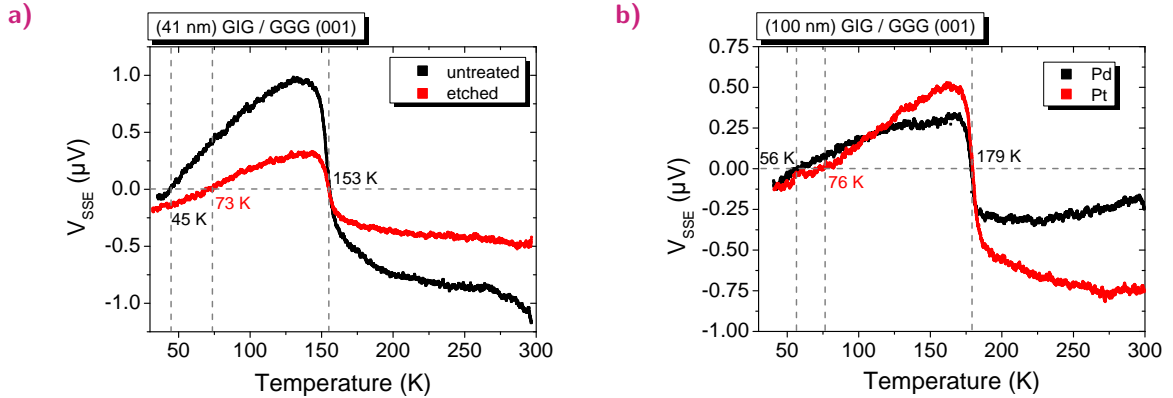 a)
(41 nm) GIG / GGG (001)
untreated
etched
1.0
0.5
0.0
-0.5
-1.0
V_SSE (µV)
45 K
73 K
153 K
50 100 150 200 250 300
Temperature (K)
b)
(100 nm) GIG / GGG (001)
Pd
Pt
0.75
0.50
0.25
0.00
-0.25
-0.50
-0.75
-1.00
V_SSE (µV)
56 K
76 K
179 K
50 100 150 200 250 300
Temperature (K)